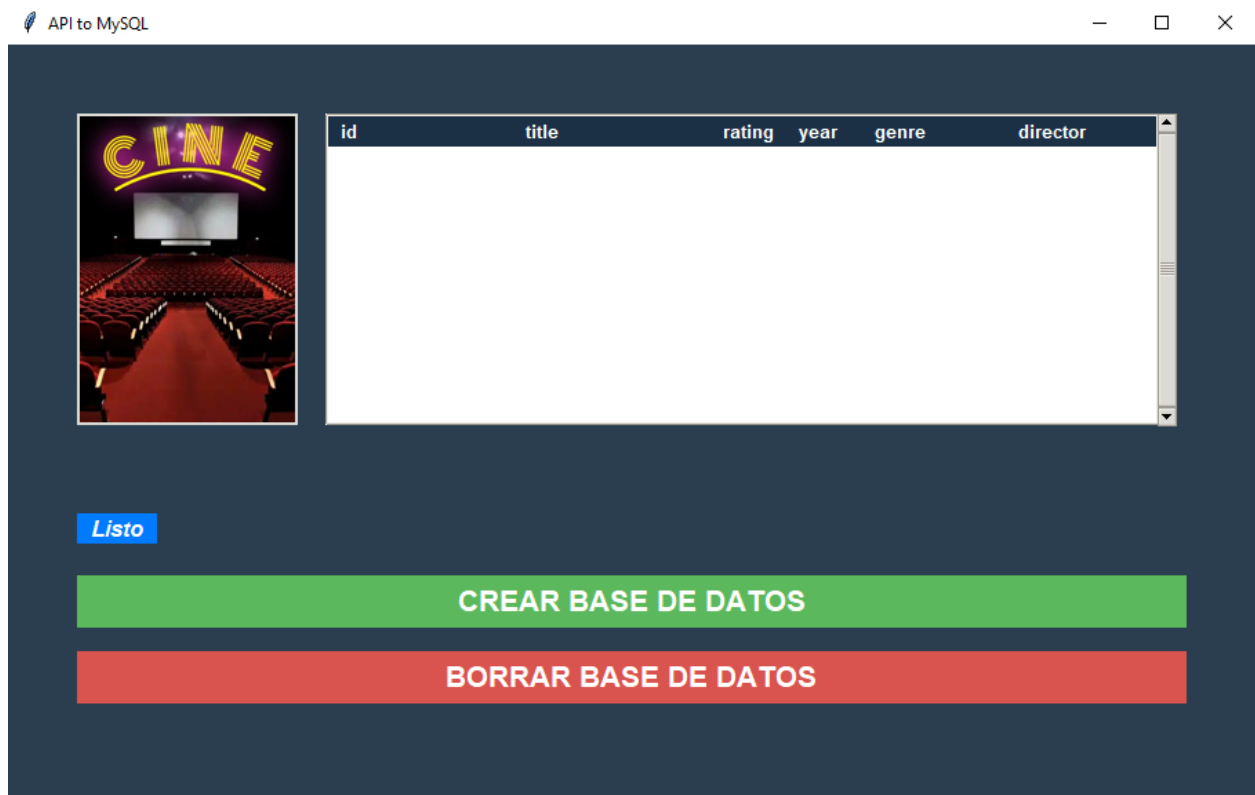 API to MySQL
CINE
id title rating year genre director
Listo
CREAR BASE DE DATOS
BORRAR BASE DE DATOS